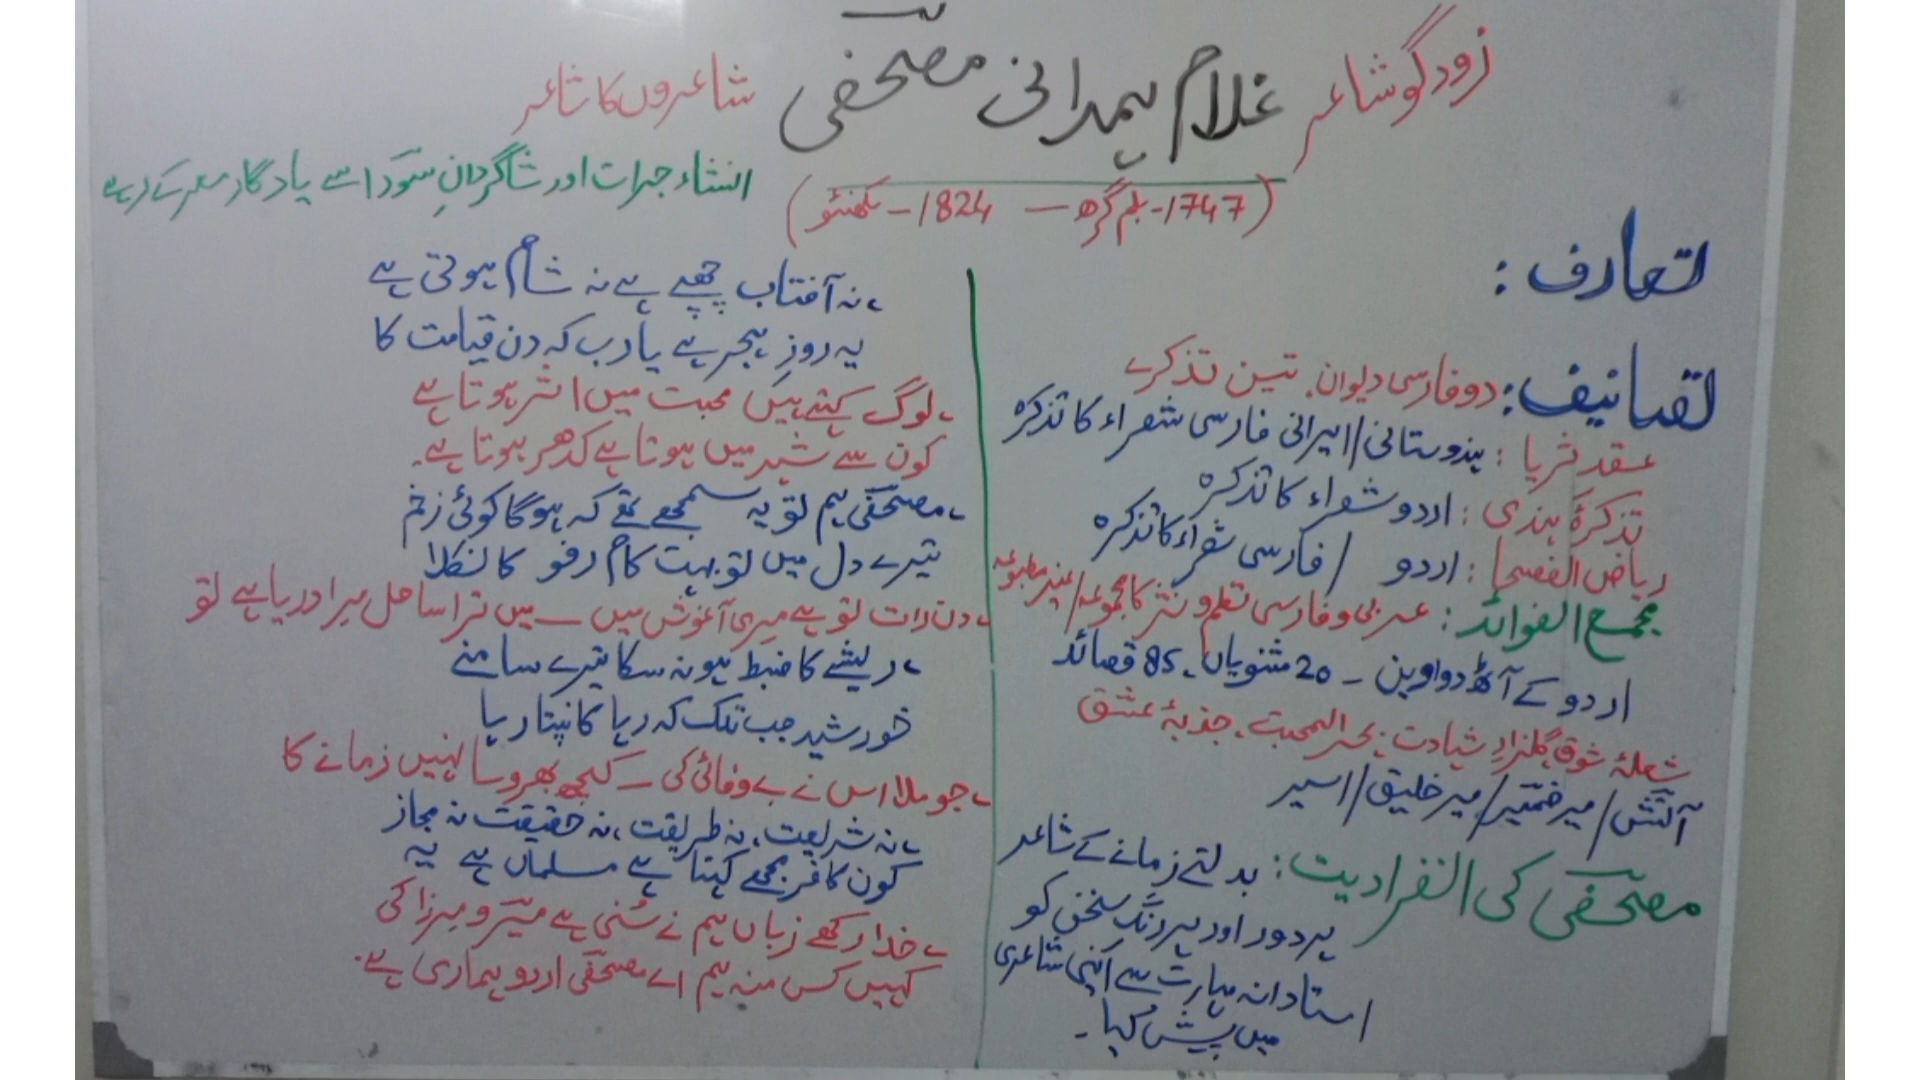 زود گو شاعر غلام ہمدانی مصحفی شاعروں کا شاعر
(1747-بلم گڑھ — 1824-لکھنئو)
انشاء جرات اور شاگردانِ سودا سے یادگار معرکے رہے
تعارف :
تصانیف: دو فارسی دیوان۔ تین تذکرے
عقد ثریا : ہندوستانی/ایرانی فارسی شعراء کا تذکرہ
تذکرۂ ہندی : اردو شعراء کا تذکرہ
ریاض الفصحا : اردو / فارسی شعراء کا تذکرہ
مجمع الفوائد : عربی و فارسی نظم و نثر کا مجموعہ/غیر مطبوعہ
اردو کے آٹھ دواوین - 20 مثنویاں۔ 85 قصائد
شعلۂ شوق، گلزارِ شہادت، بحر المحبت، جذبۂ عشق
آتش/میر ضمیر/میر خلیق/اسیر
مصحفی کی انفرادیت : بدلتے زمانے کے شاعر
ہر دور اور ہر رنگ سخن کو
استادانہ مہارت سے اپنی شاعری
میں پیش کیا۔
نہ آفتاب چھپے ہے نہ شام ہوتی ہے
یہ روزِ ہجر ہے یارب کہ دن قیامت کا
لوگ کہتے ہیں محبت میں اثر ہوتا ہے
کون سے شہر میں ہوتا ہے کدھر ہوتا ہے۔
مصحفی ہم تو یہ سمجھے تھے کہ ہوگا کوئی زخم
تیرے دل میں تو بہت کام رفو کا نکلا
دن رات تو ہے میری آغوش میں — میں ترا ساحل مرا دریا ہے تو
ریشے کا ضبط ہو نہ سکا تیرے سامنے
خورشید جب تلک کہ رہا کانپتا رہا
جو ملا اس نے بے وفائی کی — کچھ بھروسا نہیں زمانے کا
نہ شریعت، نہ طریقت، نہ حقیقت نہ مجاز
کون کافر مجھے کہتا ہے مسلماں ہے یہ
خدا رکھے زباں ہم نے سُنی ہے میر و مرزا کی
کہیں کس منہ ہم اے مصحفی اردو ہماری ہے۔